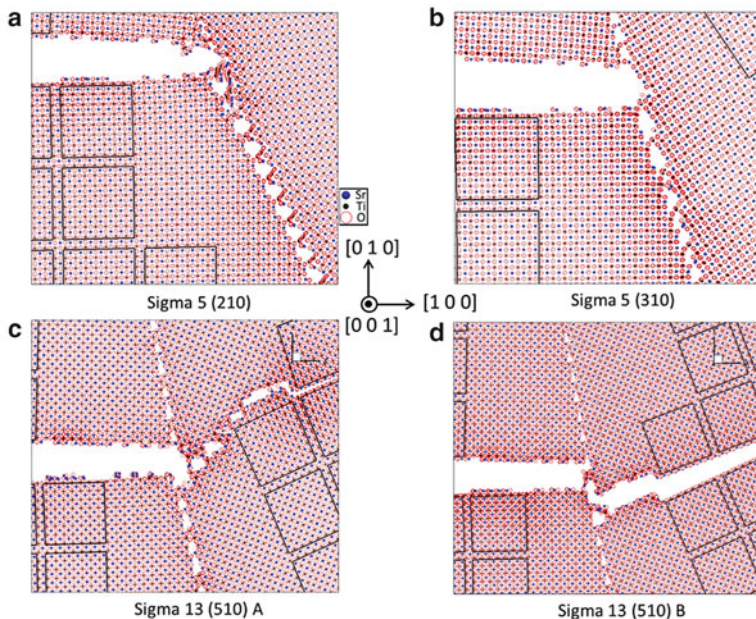 a
b
Sr
Ti
O
[0 1 0]
[1 0 0]
[0 0 1]
Sigma 5 (210)
Sigma 5 (310)
c
d
Sigma 13 (510) A
Sigma 13 (510) B